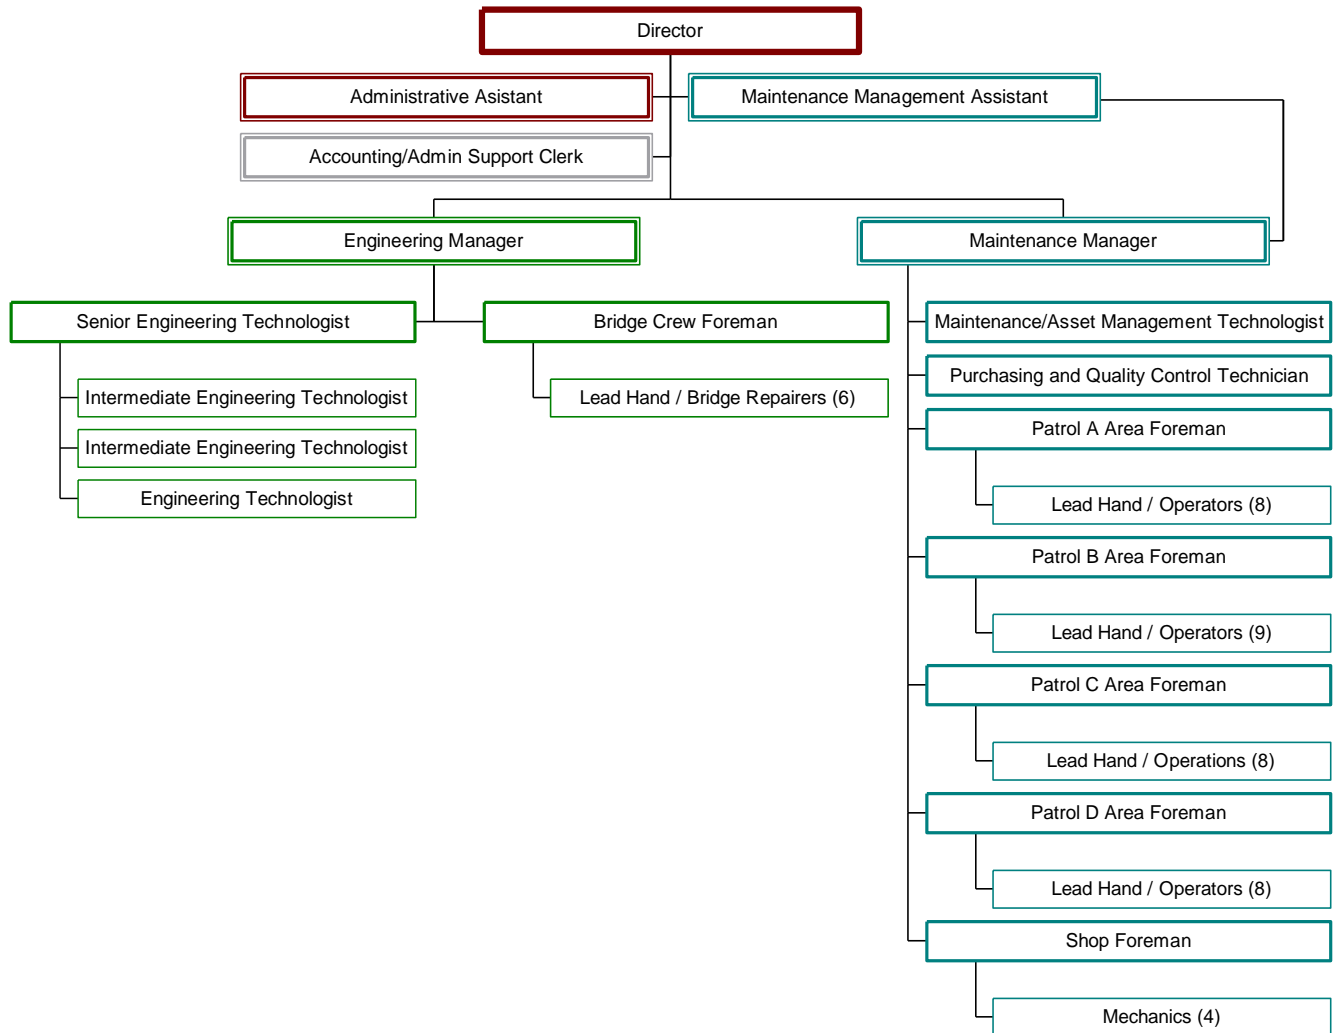 Director
Administrative Asistant
Maintenance Management Assistant
Accounting/Admin Support Clerk
Engineering Manager
Maintenance Manager
Senior Engineering Technologist
Bridge Crew Foreman
Maintenance/Asset Management Technologist
Intermediate Engineering Technologist
Lead Hand / Bridge Repairers (6)
Purchasing and Quality Control Technician
Intermediate Engineering Technologist
Patrol A Area Foreman
Engineering Technologist
Lead Hand / Operators (8)
Patrol B Area Foreman
Lead Hand / Operators (9)
Patrol C Area Foreman
Lead Hand / Operations (8)
Patrol D Area Foreman
Lead Hand / Operators (8)
Shop Foreman
Mechanics (4)